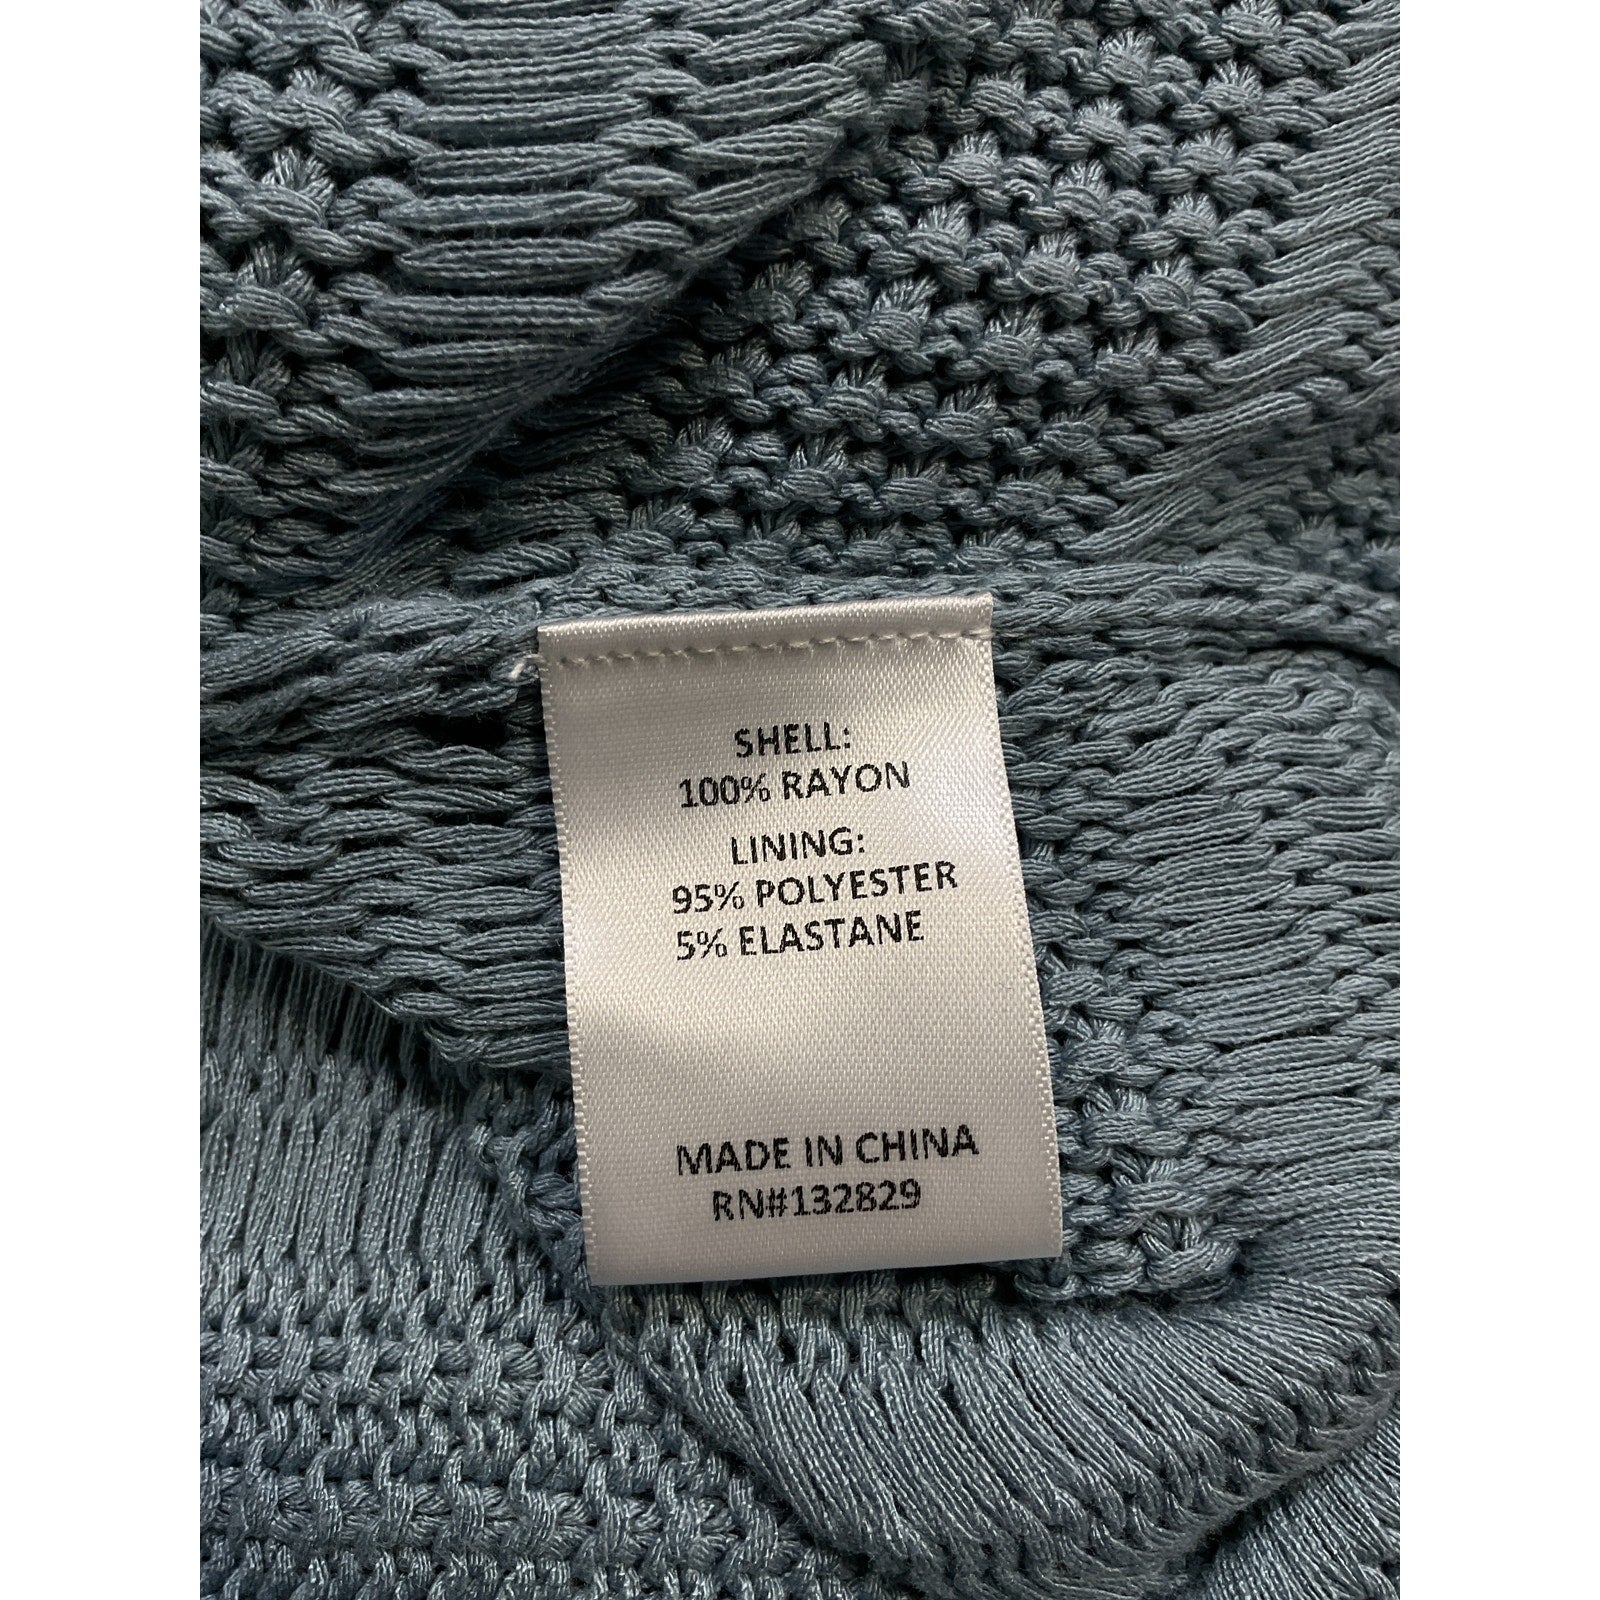 SHELL:
100% RAYON
LINING:
95% POLYESTER
5% ELASTANE
MADE IN CHINA
RN#132829